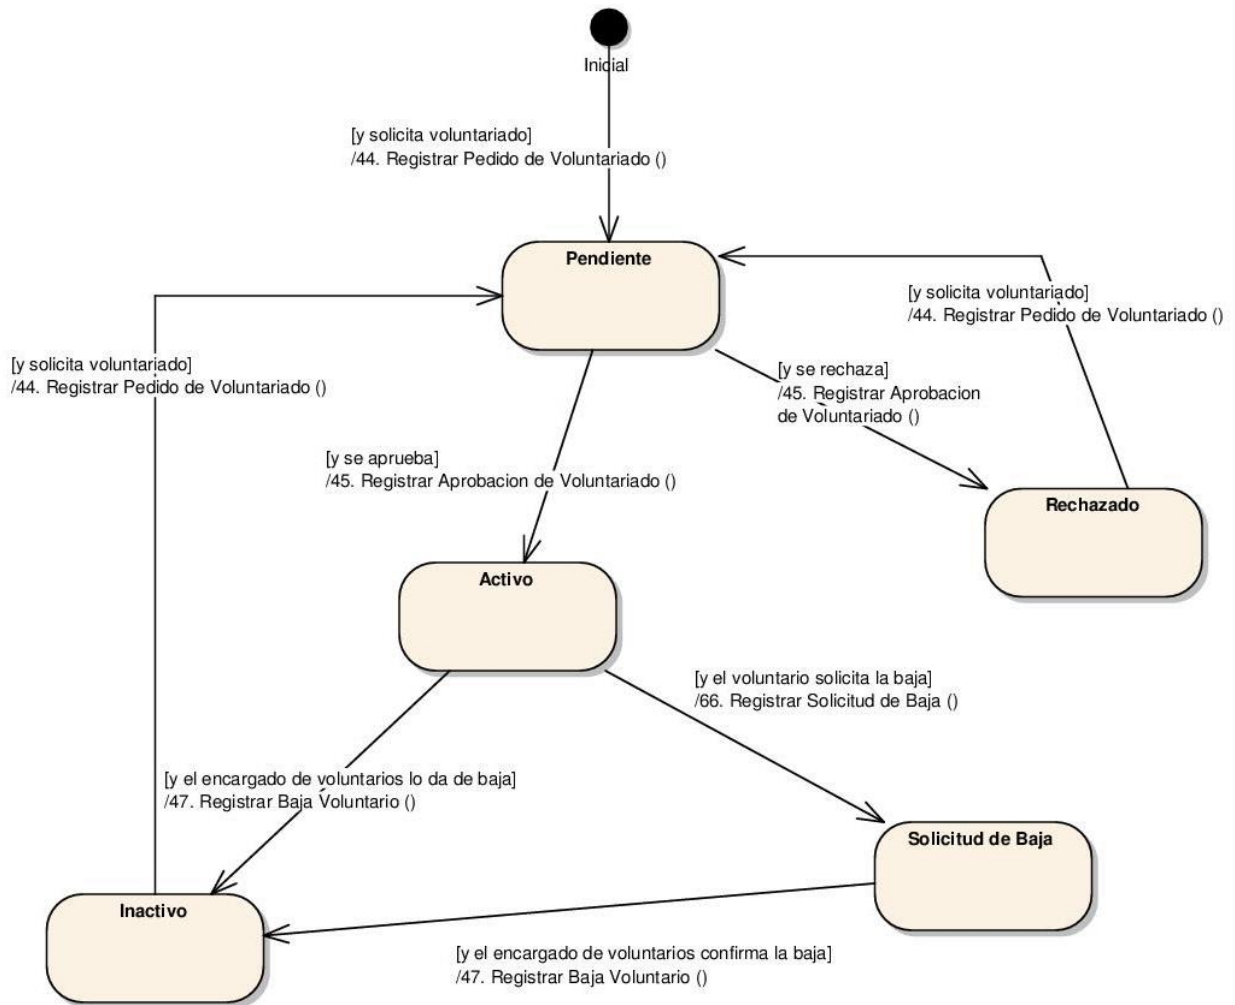 Inicial
[y solicita voluntariado]
/44. Registrar Pedido de Voluntariado ()
Pendiente
[y solicita voluntariado]
/44. Registrar Pedido de Voluntariado ()
[y solicita voluntariado]
/44. Registrar Pedido de Voluntariado ()
[y se rechaza]
/45. Registrar Aprobacion
de Voluntariado ()
[y se aprueba]
/45. Registrar Aprobacion de Voluntariado ()
Rechazado
Activo
[y el voluntario solicita la baja]
/66. Registrar Solicitud de Baja ()
[y el encargado de voluntarios lo da de baja]
/47. Registrar Baja Voluntario ()
Solicitud de Baja
Inactivo
[y el encargado de voluntarios confirma la baja]
/47. Registrar Baja Voluntario ()